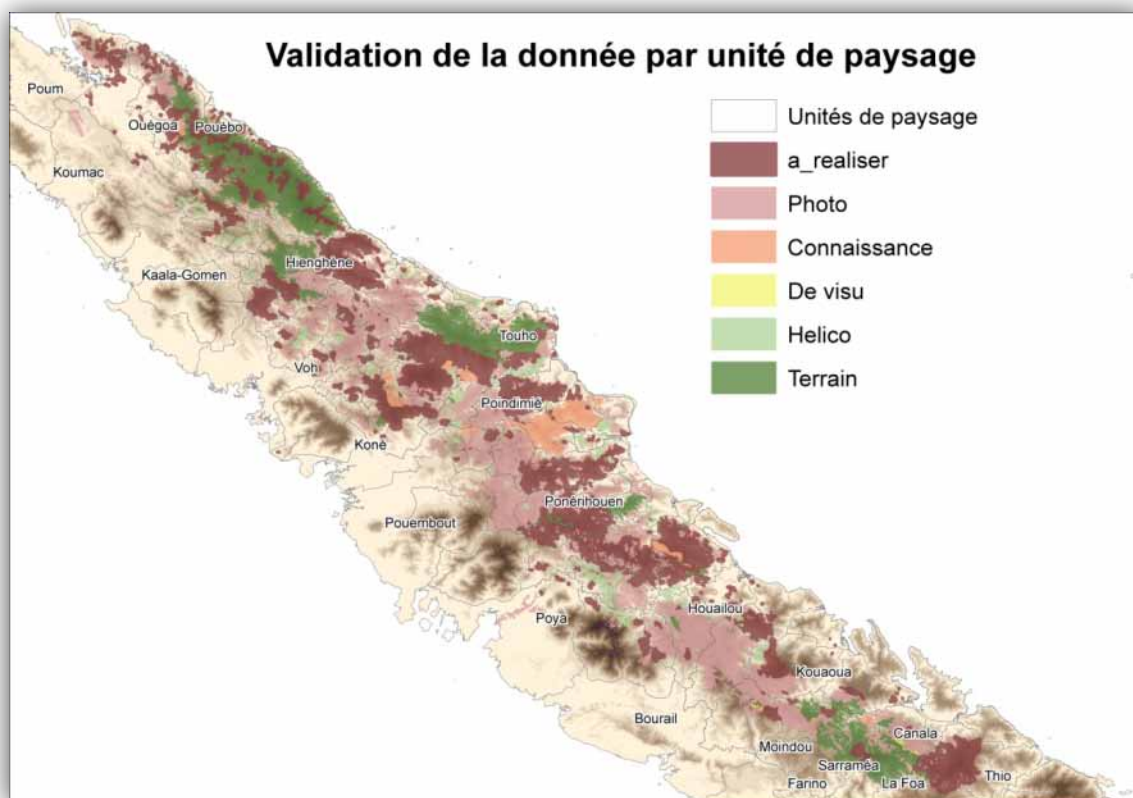 Validation de la donnée par unité de paysage
Unités de paysage
a_realiser
Photo
Connaissance
De visu
Helico
Terrain
Poum
Ouégoa
Pouébo
Koumac
Kaala-Gomen
Hienghène
Touho
Voh
Poindimié
Koné
Ponérihouen
Pouembout
Poya
Houaïlou
Kouaoua
Bourail
Canala
Moindou
Sarraméa
Thio
Farino
La Foa